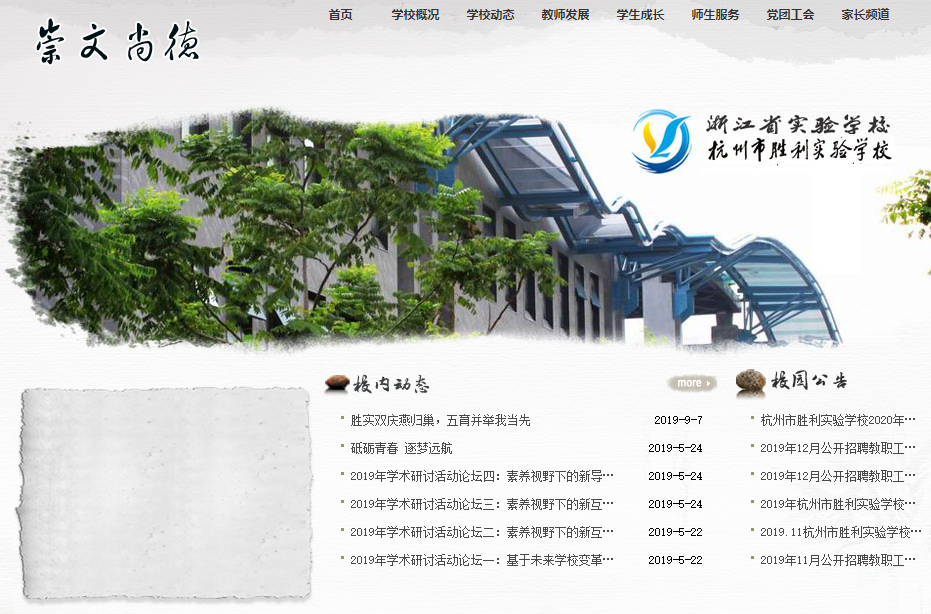 首页 学校概况 学校动态 教师发展 学生成长 师生服务 党团工会 家长频道
崇文尚德
浙江省实验学校
杭州市胜利实验学校
校内动态
more
胜实双庆燕归巢，五育并举我当先 2019-9-7
砥砺青春 逐梦远航 2019-5-24
2019年学术研讨活动论坛四：素养视野下的新导… 2019-5-24
2019年学术研讨活动论坛三：素养视野下的新互… 2019-5-24
2019年学术研讨活动论坛二：素养视野下的新互… 2019-5-22
2019年学术研讨活动论坛一：基于未来学校变革… 2019-5-22
校园公告
杭州市胜利实验学校2020年…
2019年12月公开招聘教职工…
2019年12月公开招聘教职工…
2019年杭州市胜利实验学校…
2019.11杭州市胜利实验学校…
2019年11月公开招聘教职工…